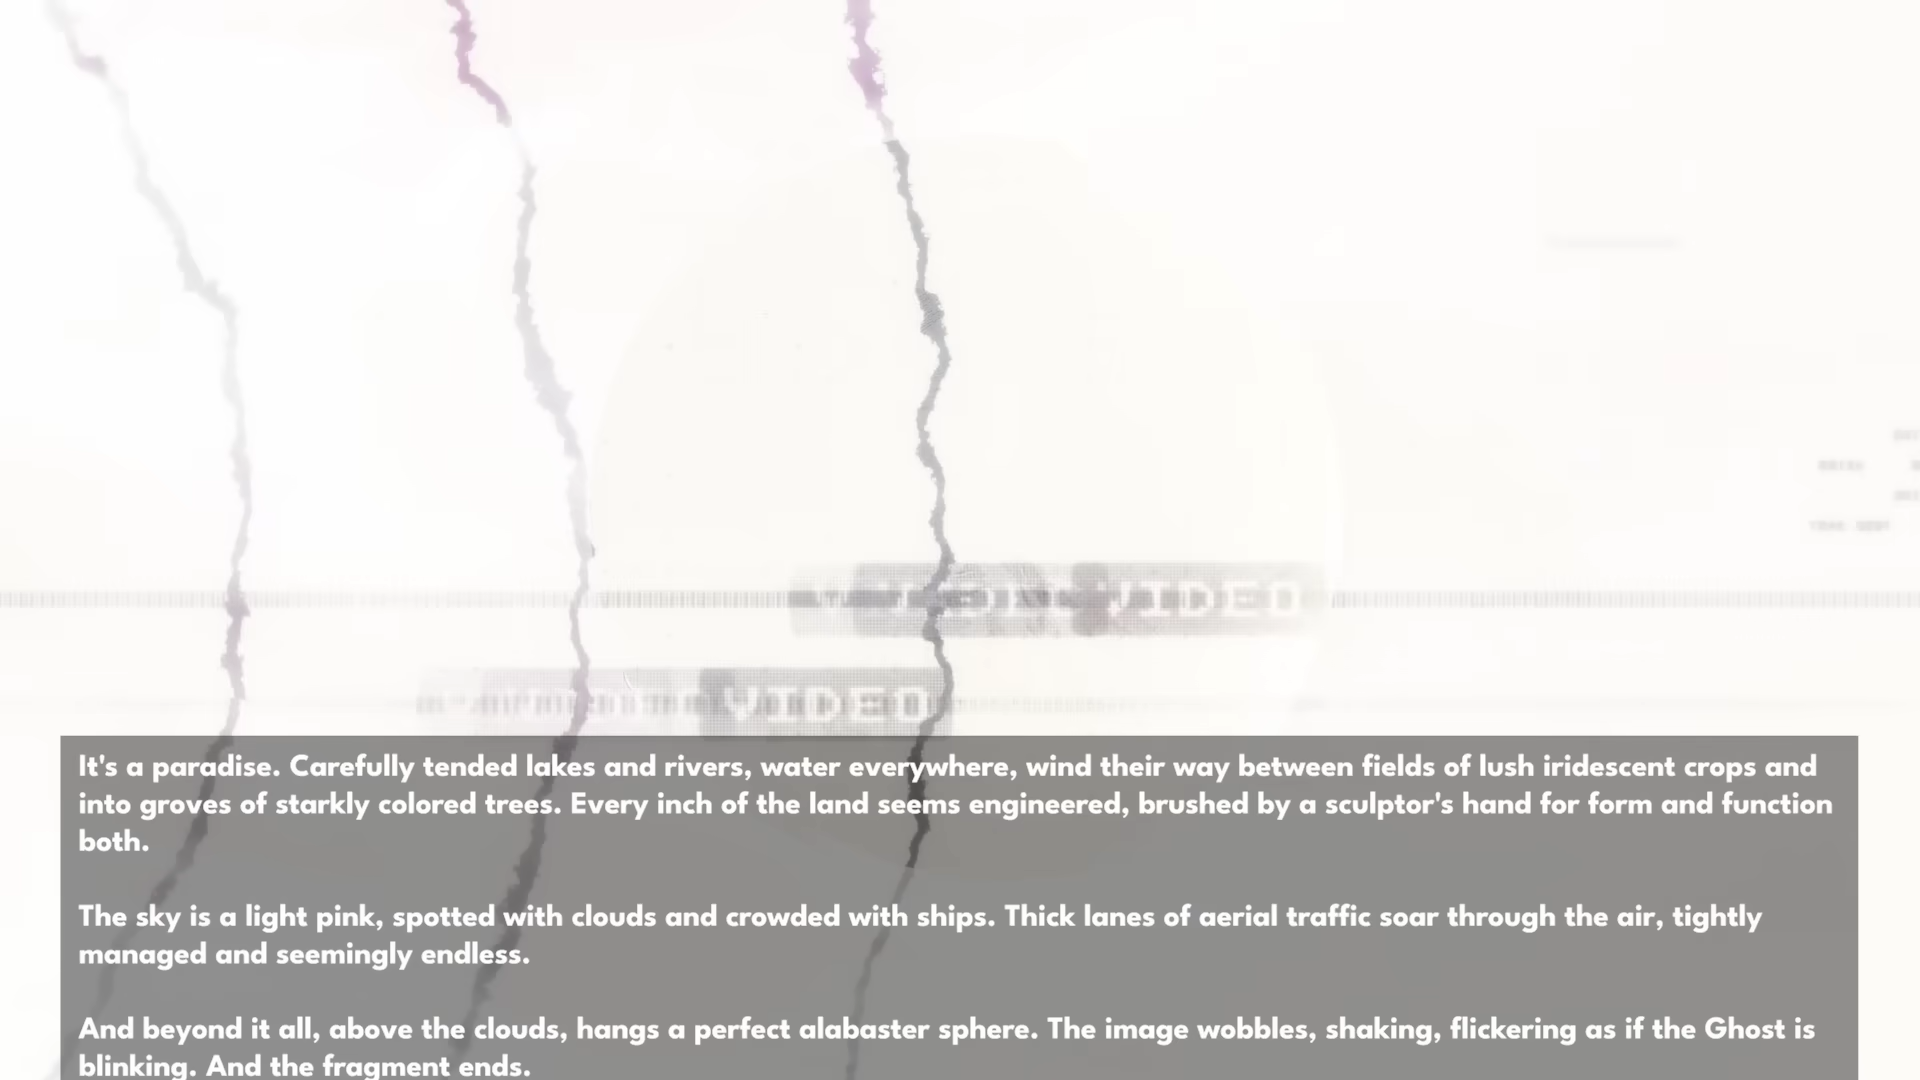 VIDEO
VIDEO
It's a paradise. Carefully tended lakes and rivers, water everywhere, wind their way between fields of lush iridescent crops and
into groves of starkly colored trees. Every inch of the land seems engineered, brushed by a sculptor's hand for form and function
both.
The sky is a light pink, spotted with clouds and crowded with ships. Thick lanes of aerial traffic soar through the air, tightly
managed and seemingly endless.
And beyond it all, above the clouds, hangs a perfect alabaster sphere. The image wobbles, shaking, flickering as if the Ghost is
blinking. And the fragment ends.